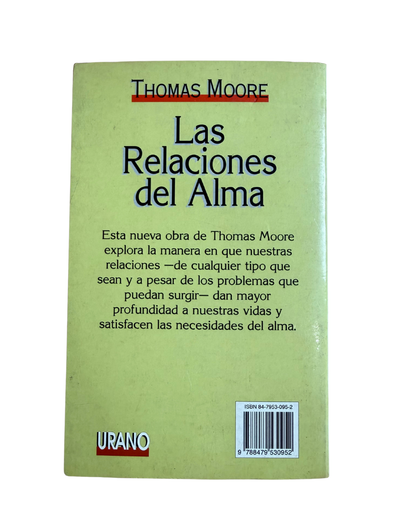 THOMAS MOORE
Las
Relaciones
del Alma
Esta nueva obra de Thomas Moore
explora la manera en que nuestras
relaciones —de cualquier tipo que
sean y a pesar de los problemas que
puedan surgir— dan mayor
profundidad a nuestras vidas y
satisfacen las necesidades del alma.
ISBN 84-7953-095-2
9 788479 530952
URANO